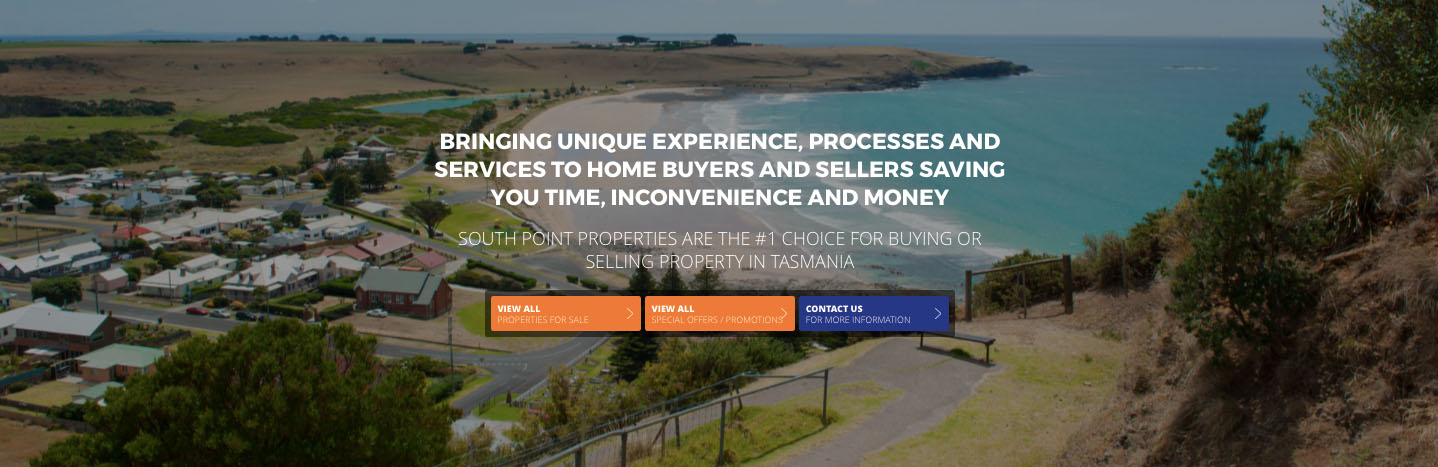 BRINGING UNIQUE EXPERIENCE, PROCESSES AND
SERVICES TO HOME BUYERS AND SELLERS SAVING
YOU TIME, INCONVENIENCE AND MONEY
SOUTH POINT PROPERTIES ARE THE #1 CHOICE FOR BUYING OR
SELLING PROPERTY IN TASMANIA
VIEW ALL
PROPERTIES FOR SALE
VIEW ALL
SPECIAL OFFERS / PROMOTIONS
CONTACT US
FOR MORE INFORMATION